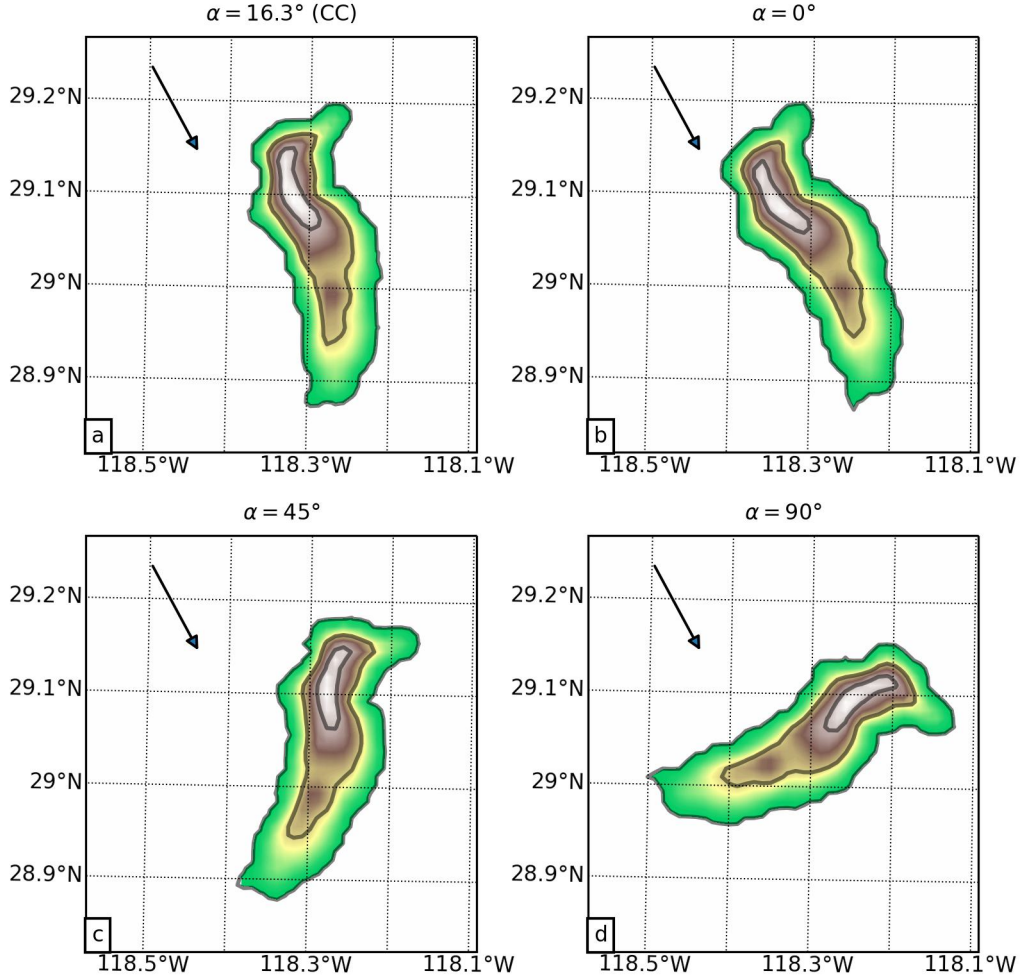 α = 16.3° (CC)
α = 0°
29.2°N
29.1°N
29°N
28.9°N
a
118.5°W 118.3°W 118.1°W
29.2°N
29.1°N
29°N
28.9°N
b
118.5°W 118.3°W 118.1°W
α = 45°
α = 90°
29.2°N
29.1°N
29°N
28.9°N
c
118.5°W 118.3°W 118.1°W
29.2°N
29.1°N
29°N
28.9°N
d
118.5°W 118.3°W 118.1°W